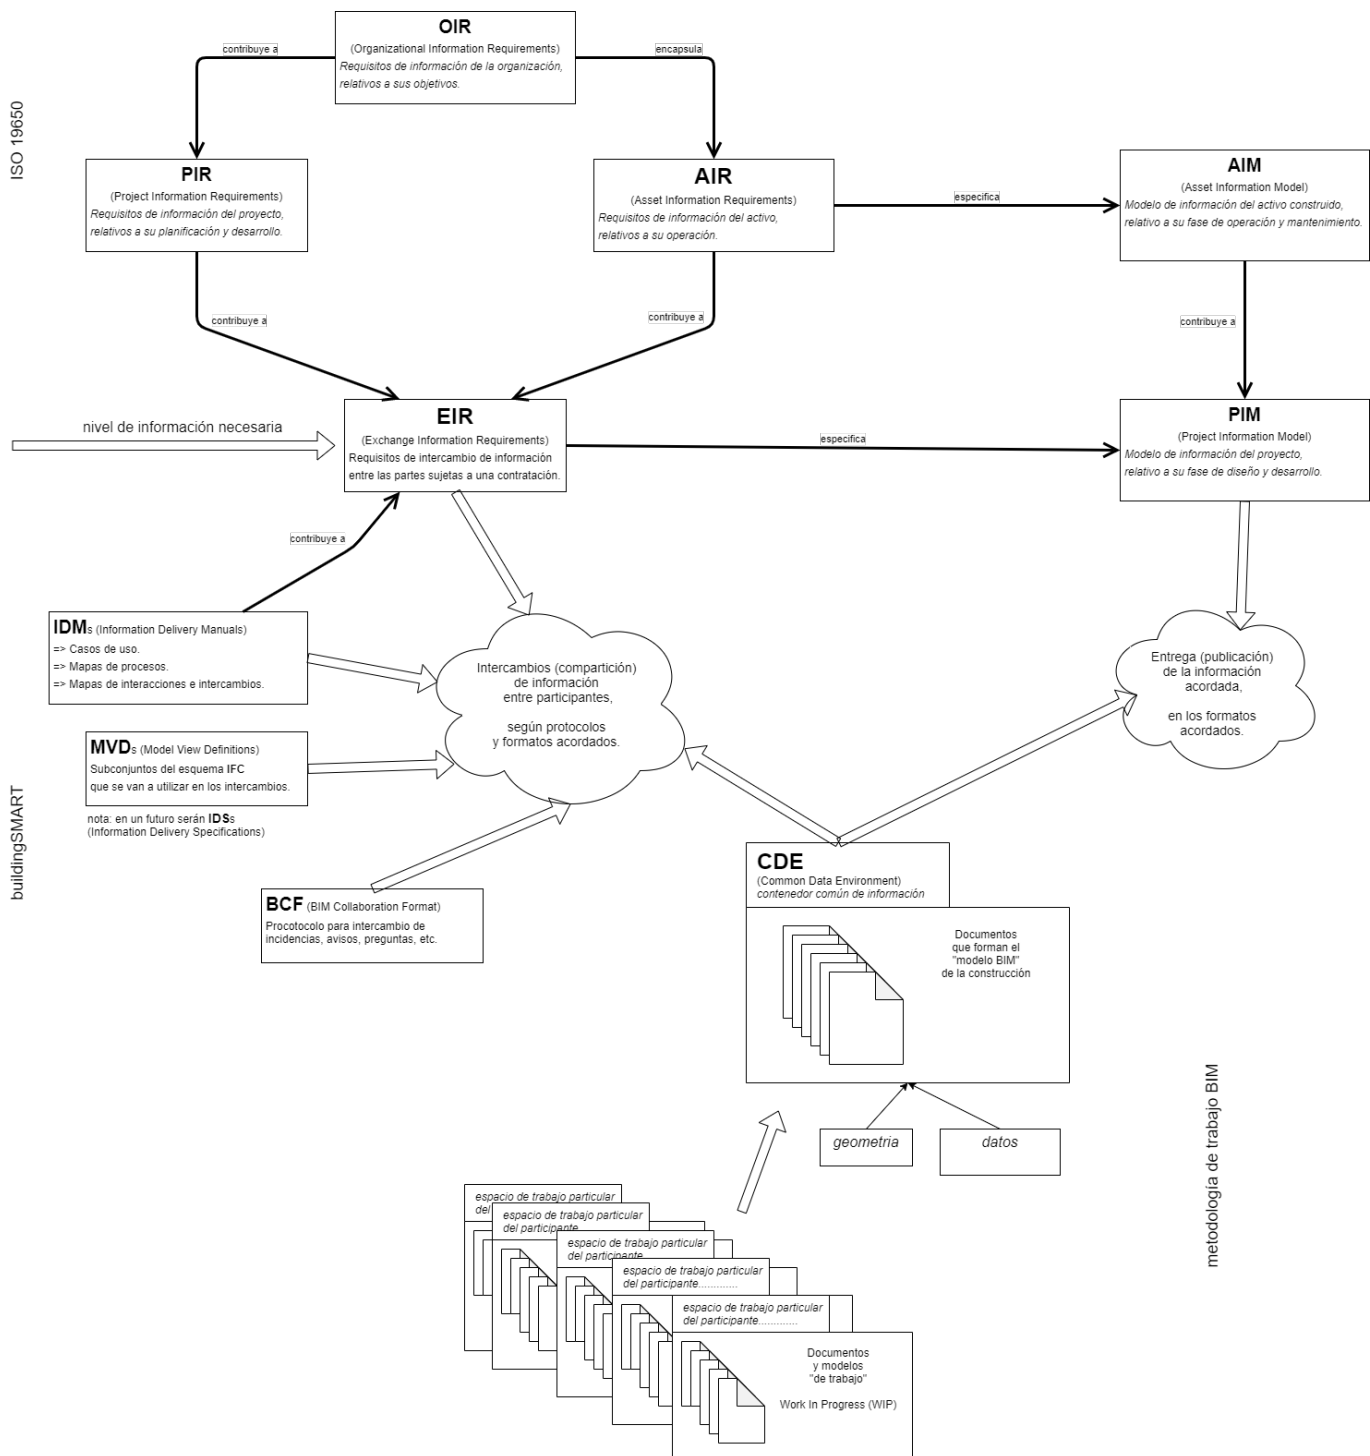 OIR
(Organizational Information Requirements)
Requisitos de información de la organización,
relativos a sus objetivos.
contribuye a
encapsula
ISO 19650
PIR
(Project Information Requirements)
Requisitos de información del proyecto,
relativos a su planificación y desarrollo.
AIR
(Asset Information Requirements)
Requisitos de información del activo,
relativos a su operación.
especifica
AIM
(Asset Information Model)
Modelo de información del activo construido,
relativo a su fase de operación y mantenimiento.
contribuye a
contribuye a
contribuye a
nivel de información necesaria
EIR
(Exchange Information Requirements)
Requisitos de intercambio de información
entre las partes sujetas a una contratación.
especifica
PIM
(Project Information Model)
Modelo de información del proyecto,
relativo a su fase de diseño y desarrollo.
contribuye a
IDMs (Information Delivery Manuals)
=> Casos de uso.
=> Mapas de procesos.
=> Mapas de interacciones e intercambios.
Intercambios (compartición)
de información
entre participantes,
según protocolos
y formatos acordados.
Entrega (publicación)
de la información
acordada,
en los formatos
acordados.
MVDs (Model View Definitions)
Subconjuntos del esquema IFC
que se van a utilizar en los intercambios.
nota: en un futuro serán IDSs
(Information Delivery Specifications)
buildingSMART
BCF (BIM Collaboration Format)
Procotocolo para intercambio de
incidencias, avisos, preguntas, etc.
CDE
(Common Data Environment)
contenedor común de información
Documentos
que forman el
"modelo BIM"
de la construcción
geometria
datos
metodología de trabajo BIM
espacio de trabajo particular
del
espacio de trabajo particular
del participante
espacio de trabajo particular
del participante
espacio de trabajo particular
del participante.............
espacio de trabajo particular
del participante.............
Documentos
y modelos
"de trabajo"
Work In Progress (WIP)